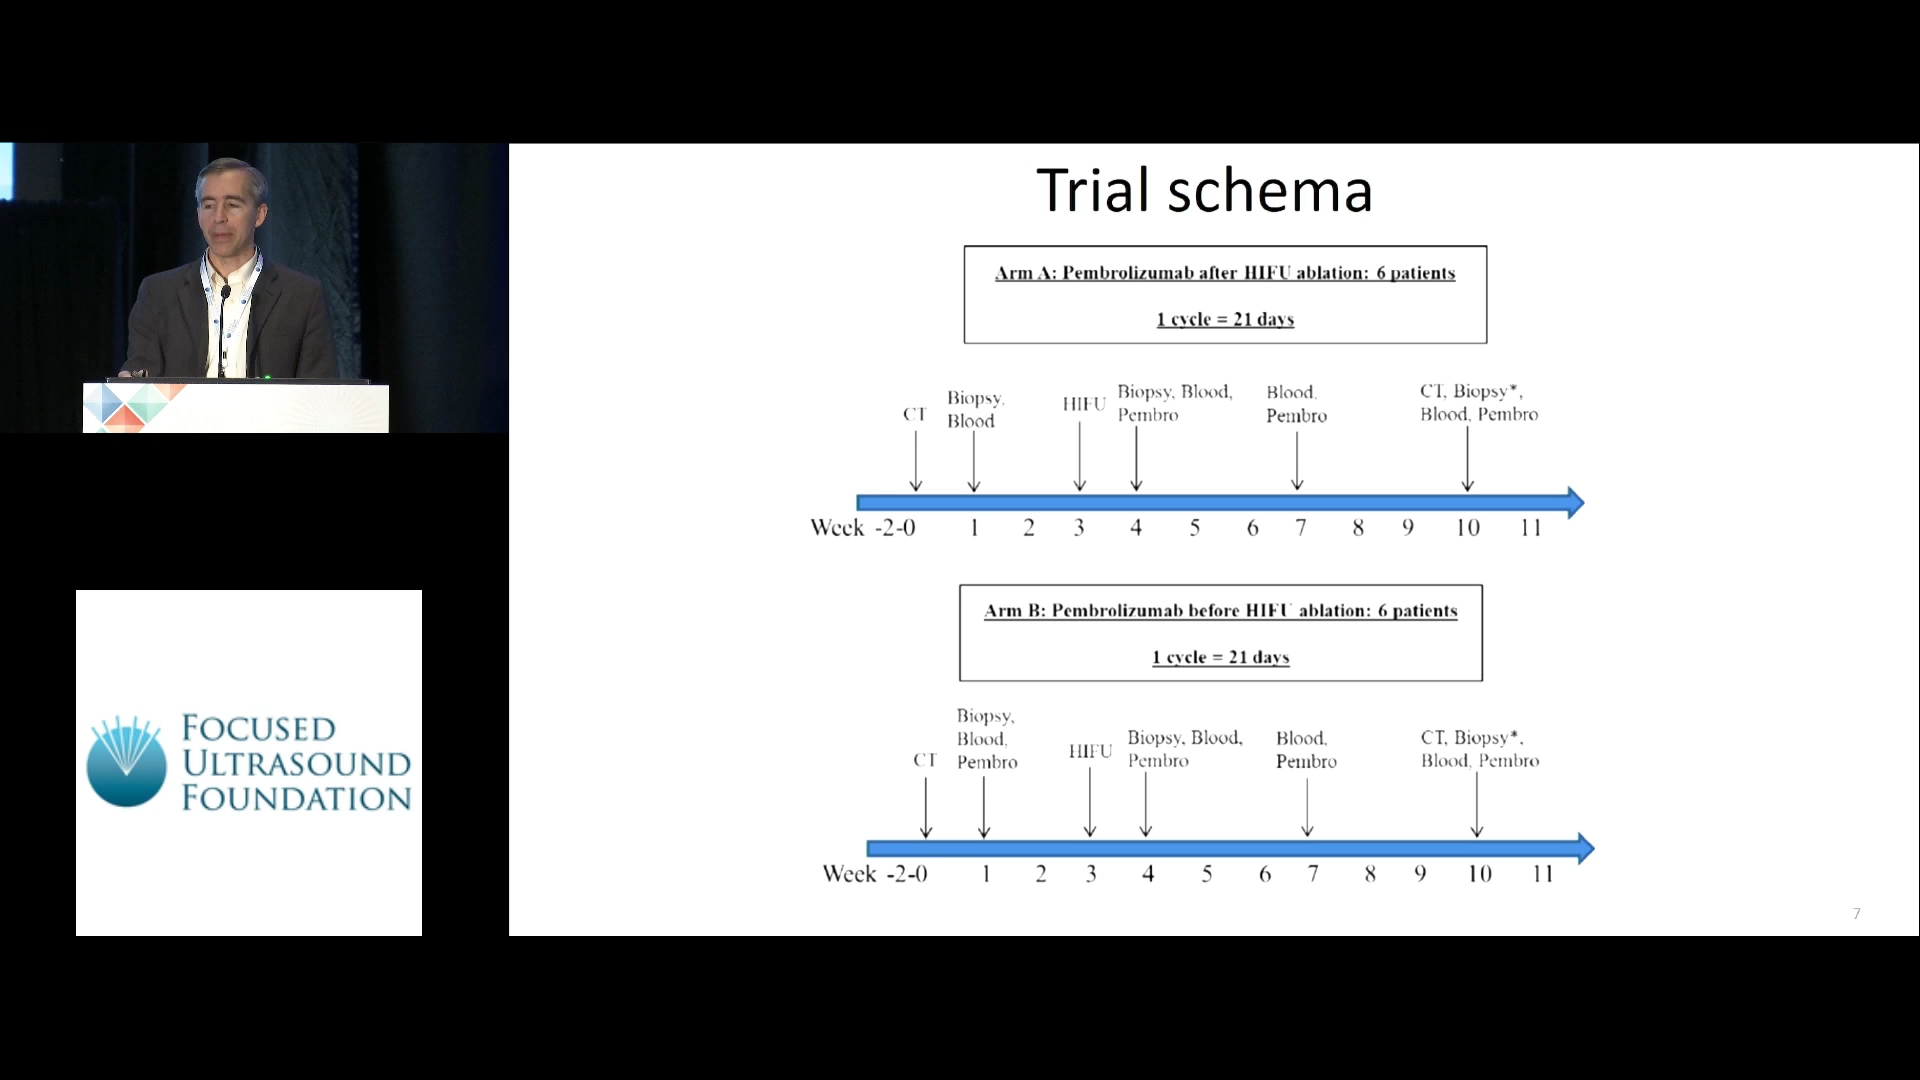 Trial schema
Arm A: Pembrolizumab after HIFU ablation: 6 patients
1 cycle = 21 days
CT
Biopsy,
Blood
HIFU
Biopsy, Blood,
Pembro
Blood,
Pembro
CT, Biopsy*,
Blood, Pembro
Week -2-0 1 2 3 4 5 6 7 8 9 10 11
Arm B: Pembrolizumab before HIFU ablation: 6 patients
1 cycle = 21 days
CT
Biopsy,
Blood,
Pembro
HIFU
Biopsy, Blood,
Pembro
Blood,
Pembro
CT, Biopsy*,
Blood, Pembro
Week -2-0 1 2 3 4 5 6 7 8 9 10 11
7
FOCUSED
ULTRASOUND
FOUNDATION